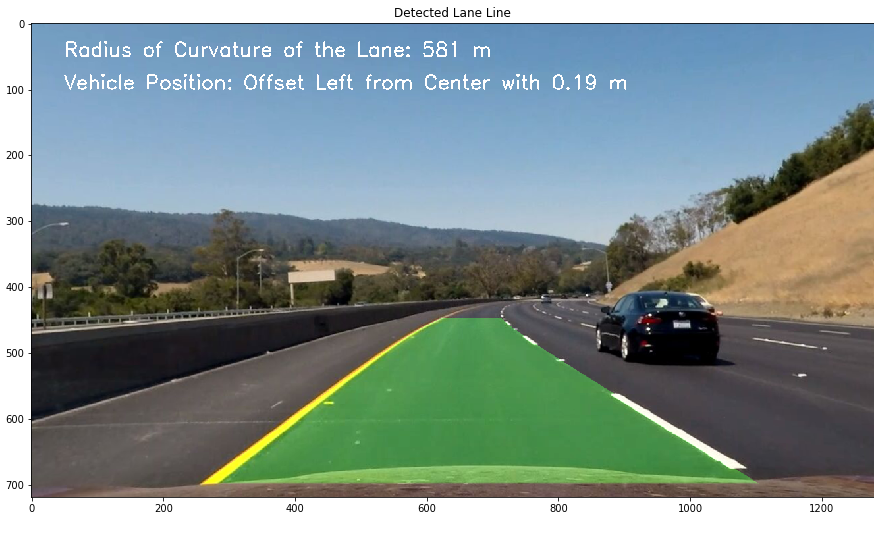 Detected Lane Line
Radius of Curvature of the Lane: 581 m
Vehicle Position: Offset Left from Center with 0.19 m
0
100
200
300
400
500
600
700
0 200 400 600 800 1000 1200